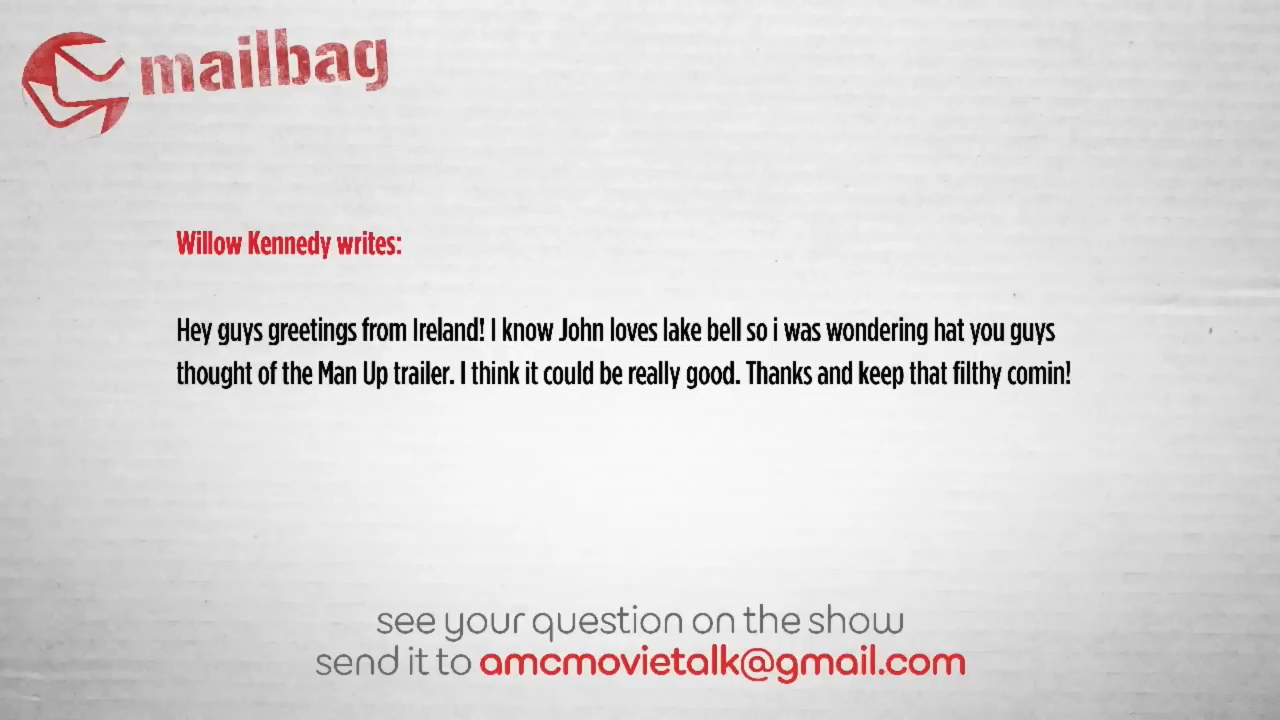 mailbag
Willow Kennedy writes:
Hey guys greetings from Ireland! I know John loves lake bell so i was wondering hat you guys
thought of the Man Up trailer. I think it could be really good. Thanks and keep that filthy comin!
see your question on the show
send it to amcmovietalk@gmail.com